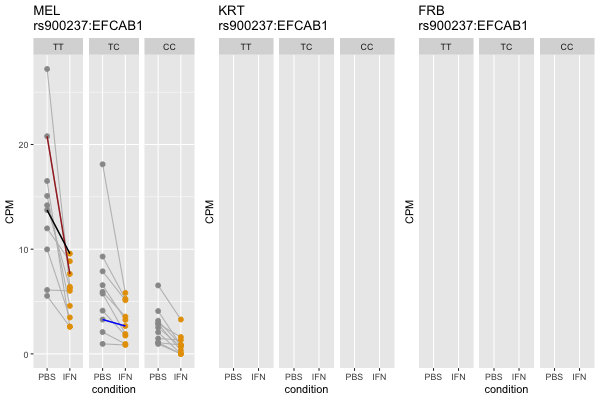 MEL
rs900237:EFCAB1
TT TC CC
CPM
20
10
0
PBS IFN PBS IFN PBS IFN
condition
KRT
rs900237:EFCAB1
TT TC CC
CPM
PBS IFN PBS IFN PBS IFN
condition
FRB
rs900237:EFCAB1
TT TC CC
CPM
PBS IFN PBS IFN PBS IFN
condition